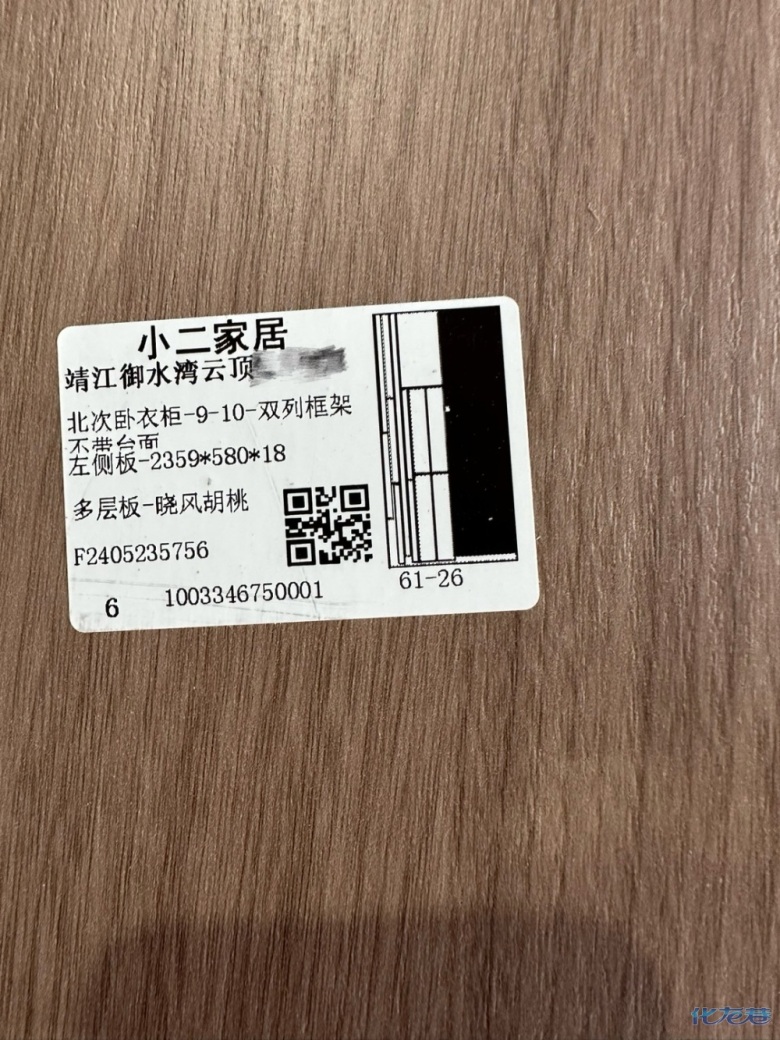 小二家居
靖江御水湾云顶
北次卧衣柜-9-10-双列框架
不带台面
左侧板-2359*580*18
多层板-晓风胡桃
F2405235756
6
1003346750001
61-26